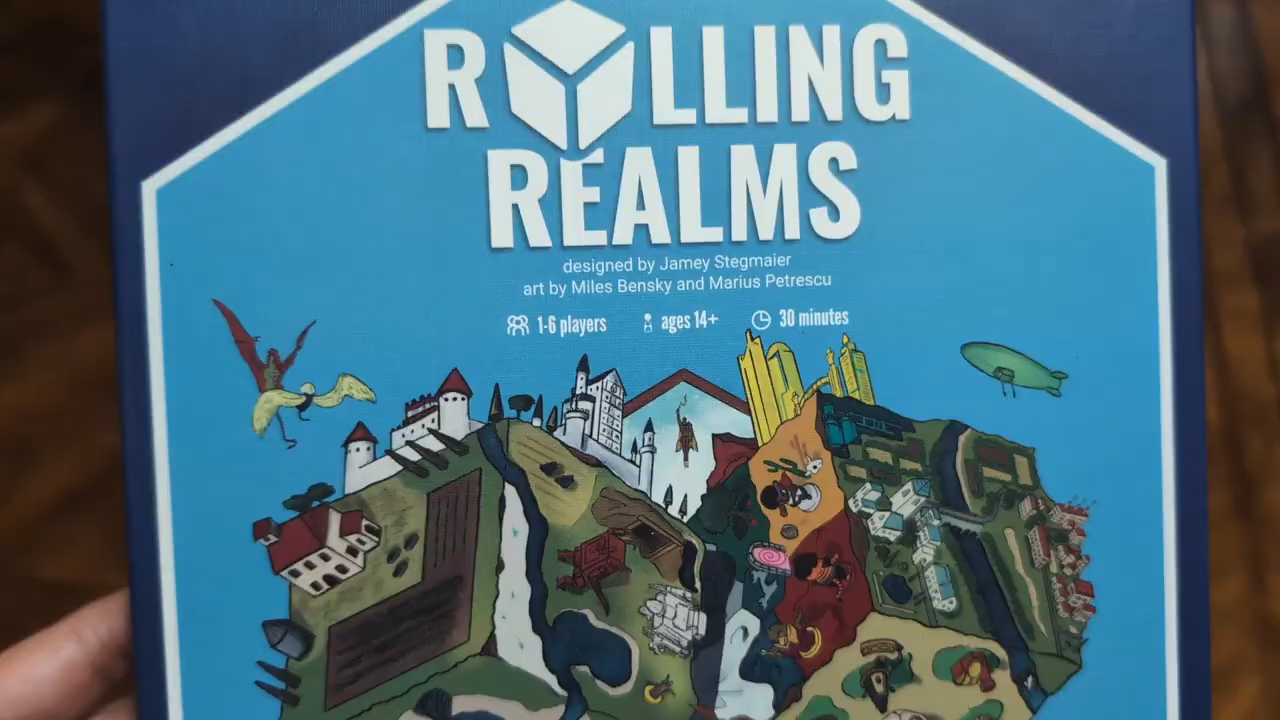 ROLLING
REALMS
designed by Jamey Stegmaier
art by Miles Bensky and Marius Petrescu
1-6 players ages 14+ 30 minutes